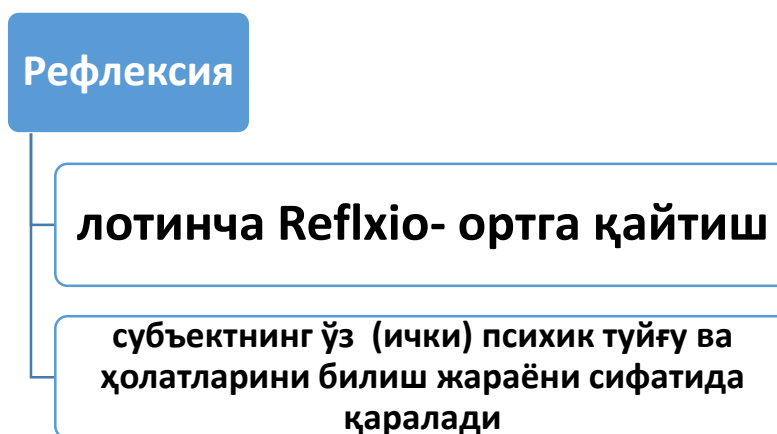 Рефлексия
лотинча Reflxio- ортга қайтиш
субъектнинг ўз (ички) психик туйғу ва
ҳолатларини билиш жараёни сифатида
қаралади